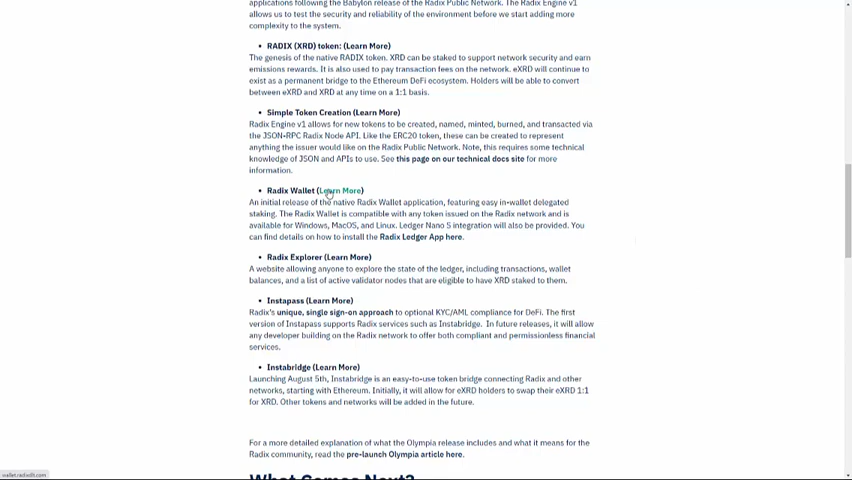 applications following the Babylon release of the Radix Public Network. The Radix Engine v1
allows us to test the security and reliability of the environment before we start adding more
complexity to the system.
• RADIX (XRD) token: (Learn More)
The genesis of the native RADIX token. XRD can be staked to support network security and earn
emissions rewards. It is also used to pay transaction fees on the network. eXRD will continue to
exist as a permanent bridge to the Ethereum DeFi ecosystem. Holders will be able to convert
between eXRD and XRD at any time on a 1:1 basis.
• Simple Token Creation (Learn More)
Radix Engine v1 allows for new tokens to be created, named, minted, burned, and transacted via
the JSON-RPC Radix Node API. Like the ERC20 token, these can be created to represent
anything the issuer would like on the Radix Public Network. Note, this requires some technical
knowledge of JSON and APIs to use. See this page on our technical docs site for more
information.
• Radix Wallet (Learn More)
An initial release of the native Radix Wallet application, featuring easy in-wallet delegated
staking. The Radix Wallet is compatible with any token issued on the Radix network and is
available for Windows, MacOS, and Linux. Ledger Nano S integration will also be provided. You
can find details on how to install the Radix Ledger App here.
• Radix Explorer (Learn More)
A website allowing anyone to explore the state of the ledger, including transactions, wallet
balances, and a list of active validator nodes that are eligible to have XRD staked to them.
• Instapass (Learn More)
Radix's unique, single sign-on approach to optional KYC/AML compliance for DeFi. The first
version of Instapass supports Radix services such as Instabridge. In future releases, it will allow
any developer building on the Radix network to offer both compliant and permissionless financial
services.
• Instabridge (Learn More)
Launching August 5th, Instabridge is an easy-to-use token bridge connecting Radix and other
networks, starting with Ethereum. Initially, it will allow for eXRD holders to swap their eXRD 1:1
for XRD. Other tokens and networks will be added in the future.
For a more detailed explanation of what the Olympia release includes and what it means for the
Radix community, read the pre-launch Olympia article here.
What Comes Next?
wallet.radixdlt.com